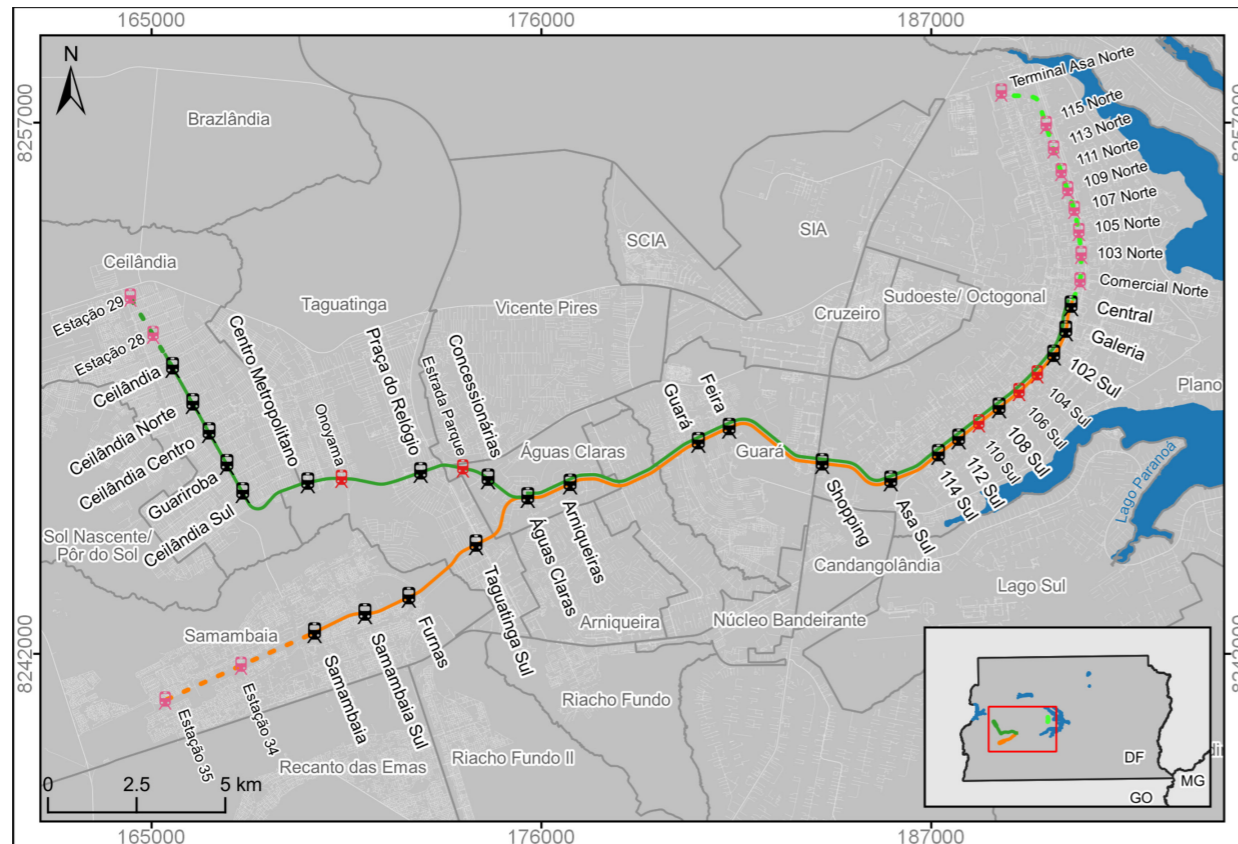 165000
176000
187000
N
8257000
8257000
8242000
8242000
Brazlândia
SCIA
SIA
Ceilândia
Taguatinga
Vicente Pires
Sudoeste/ Octogonal
Cruzeiro
Plano
Águas Claras
Guará
Sol Nascente/
Pôr do Sol
Candangolândia
Lago Sul
Lago Paranoá
Samambaia
Arniqueira
Núcleo Bandeirante
Riacho Fundo
Riacho Fundo II
Recanto das Emas
Terminal Asa Norte
115 Norte
113 Norte
111 Norte
109 Norte
107 Norte
105 Norte
103 Norte
Comercial Norte
Central
Galeria
102 Sul
104 Sul
106 Sul
108 Sul
110 Sul
112 Sul
114 Sul
Asa Sul
Shopping
Feira
Guará
Arniqueiras
Águas Claras
Concessionárias
Estrada Parque
Praça do Relógio
Onoyama
Centro Metropolitano
Ceilândia Sul
Guariroba
Ceilândia Centro
Ceilândia Norte
Ceilândia
Estação 28
Estação 29
Taguatinga Sul
Furnas
Samambaia Sul
Samambaia
Estação 34
Estação 35
0 2.5 5 km
DF
MG
GO
165000
176000
187000